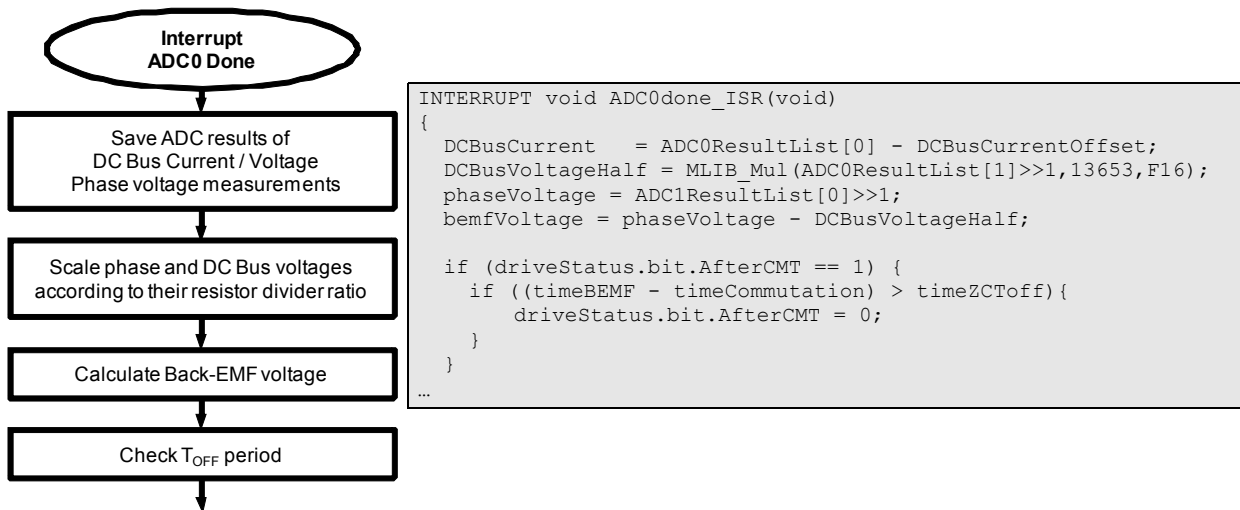 Interrupt
ADC0 Done
Save ADC results of
DC Bus Current / Voltage
Phase voltage measurements
Scale phase and DC Bus voltages
according to their resistor divider ratio
Calculate Back-EMF voltage
Check TOFF period
INTERRUPT void ADC0done_ISR(void)
{
  DCBusCurrent   = ADC0ResultList[0] - DCBusCurrentOffset;
  DCBusVoltageHalf = MLIB_Mul(ADC0ResultList[1]>>1,13653,F16);
  phaseVoltage = ADC1ResultList[0]>>1;
  bemfVoltage = phaseVoltage - DCBusVoltageHalf;
  if (driveStatus.bit.AfterCMT == 1) {
    if ((timeBEMF - timeCommutation) > timeZCToff){
       driveStatus.bit.AfterCMT = 0;
    }
  }
…